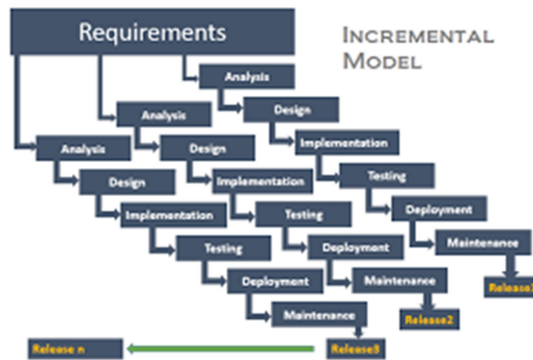 Requirements
INCREMENTAL
MODEL
Analysis
Design
Implementation
Testing
Deployment
Maintenance
Analysis
Design
Implementation
Testing
Deployment
Maintenance
Release2
Analysis
Design
Implementation
Testing
Deployment
Maintenance
Release3
Release n